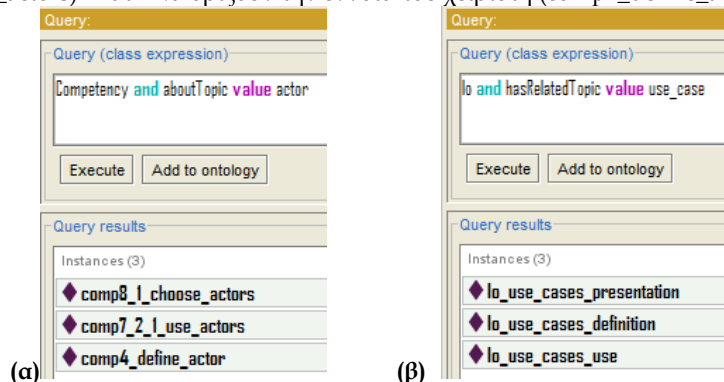 Query:
Query (class expression)
Competency and aboutTopic value actor
Execute
Add to ontology
Query results
Instances (3)
comp8_1_choose_actors
comp7_2_1_use_actors
comp4_define_actor
(α)
Query:
Query (class expression)
lo and hasRelatedTopic value use_case
Execute
Add to ontology
Query results
Instances (3)
lo_use_cases_presentation
lo_use_cases_definition
lo_use_cases_use
(β)